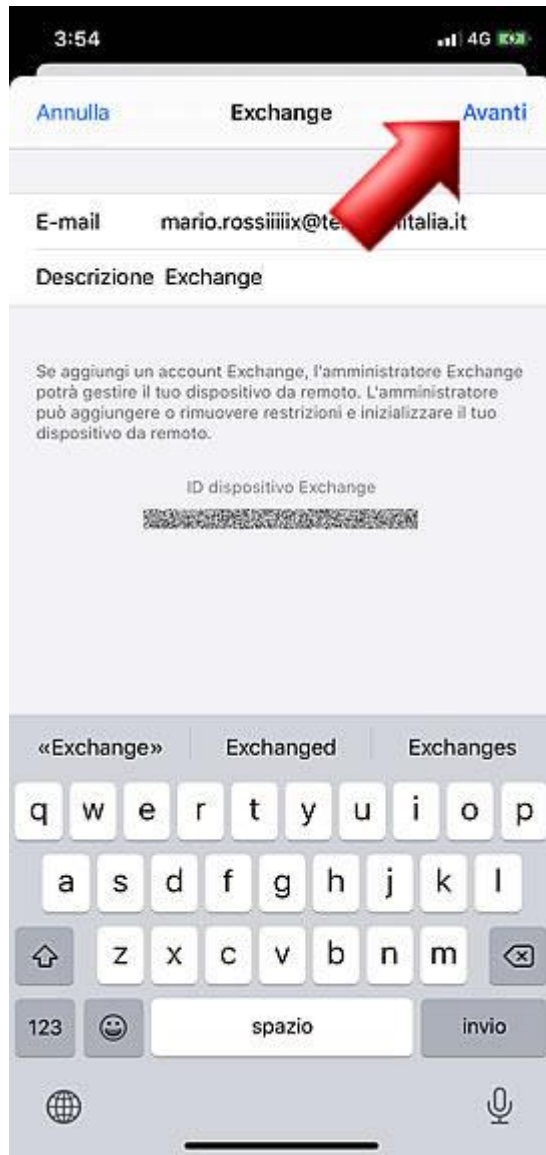 3:54 4G
Annulla Exchange Avanti
E-mail mario.rossiiiiix@te italia.it
Descrizione Exchange
Se aggiungi un account Exchange, l'amministratore Exchange
potrà gestire il tuo dispositivo da remoto. L'amministratore
può aggiungere o rimuovere restrizioni e inizializzare il tuo
dispositivo da remoto.
ID dispositivo Exchange
«Exchange» Exchanged Exchanges
q w e r t y u i o p
a s d f g h j k l
z x c v b n m
123 spazio invio